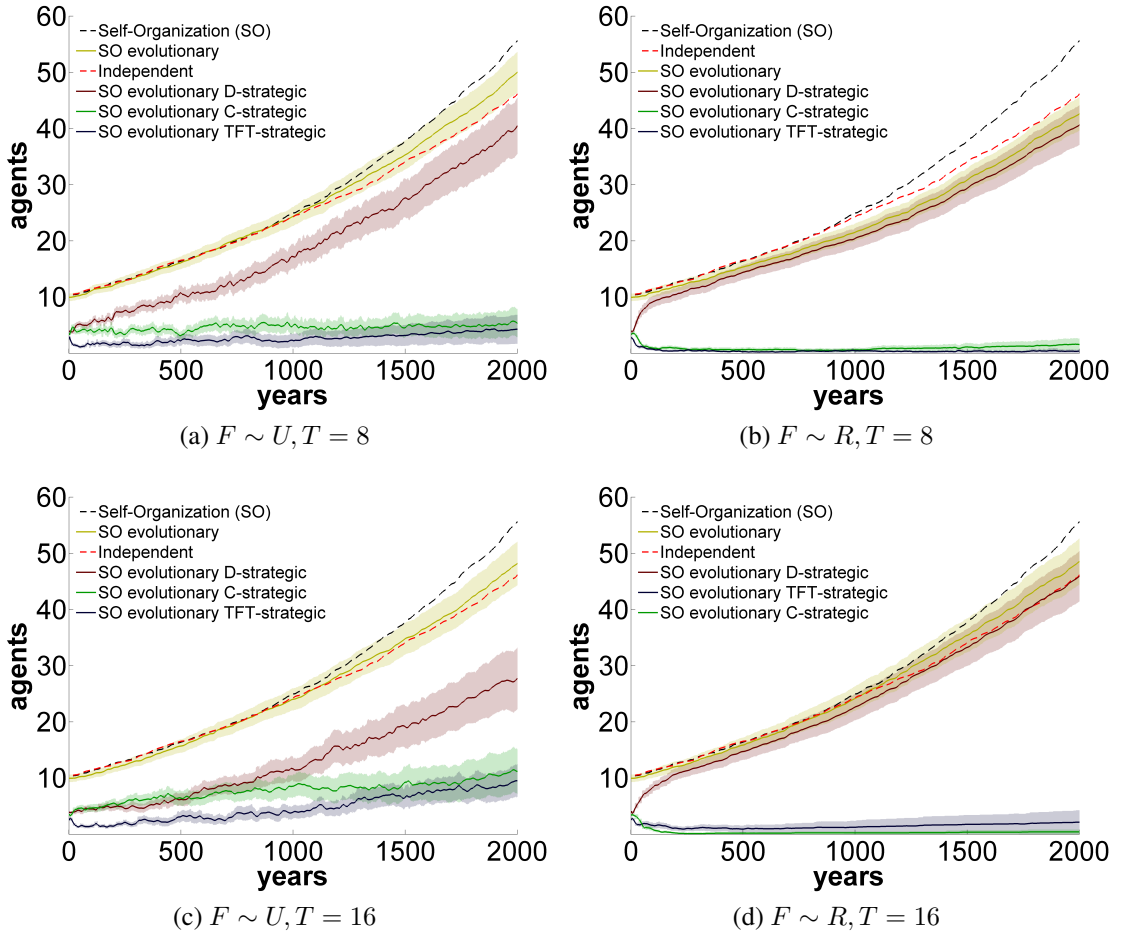 60
50
40
30
20
10
agents
Self-Organization (SO)
SO evolutionary
Independent
SO evolutionary D-strategic
SO evolutionary C-strategic
SO evolutionary TFT-strategic
0 500 1000 1500 2000
years
(a) F ∼ U, T = 8
60
50
40
30
20
10
agents
Self-Organization (SO)
Independent
SO evolutionary
SO evolutionary D-strategic
SO evolutionary C-strategic
SO evolutionary TFT-strategic
0 500 1000 1500 2000
years
(b) F ∼ R, T = 8
60
50
40
30
20
10
agents
Self-Organization (SO)
SO evolutionary
Independent
SO evolutionary D-strategic
SO evolutionary C-strategic
SO evolutionary TFT-strategic
0 500 1000 1500 2000
years
(c) F ∼ U, T = 16
60
50
40
30
20
10
agents
Self-Organization (SO)
SO evolutionary
Independent
SO evolutionary D-strategic
SO evolutionary TFT-strategic
SO evolutionary C-strategic
0 500 1000 1500 2000
years
(d) F ∼ R, T = 16